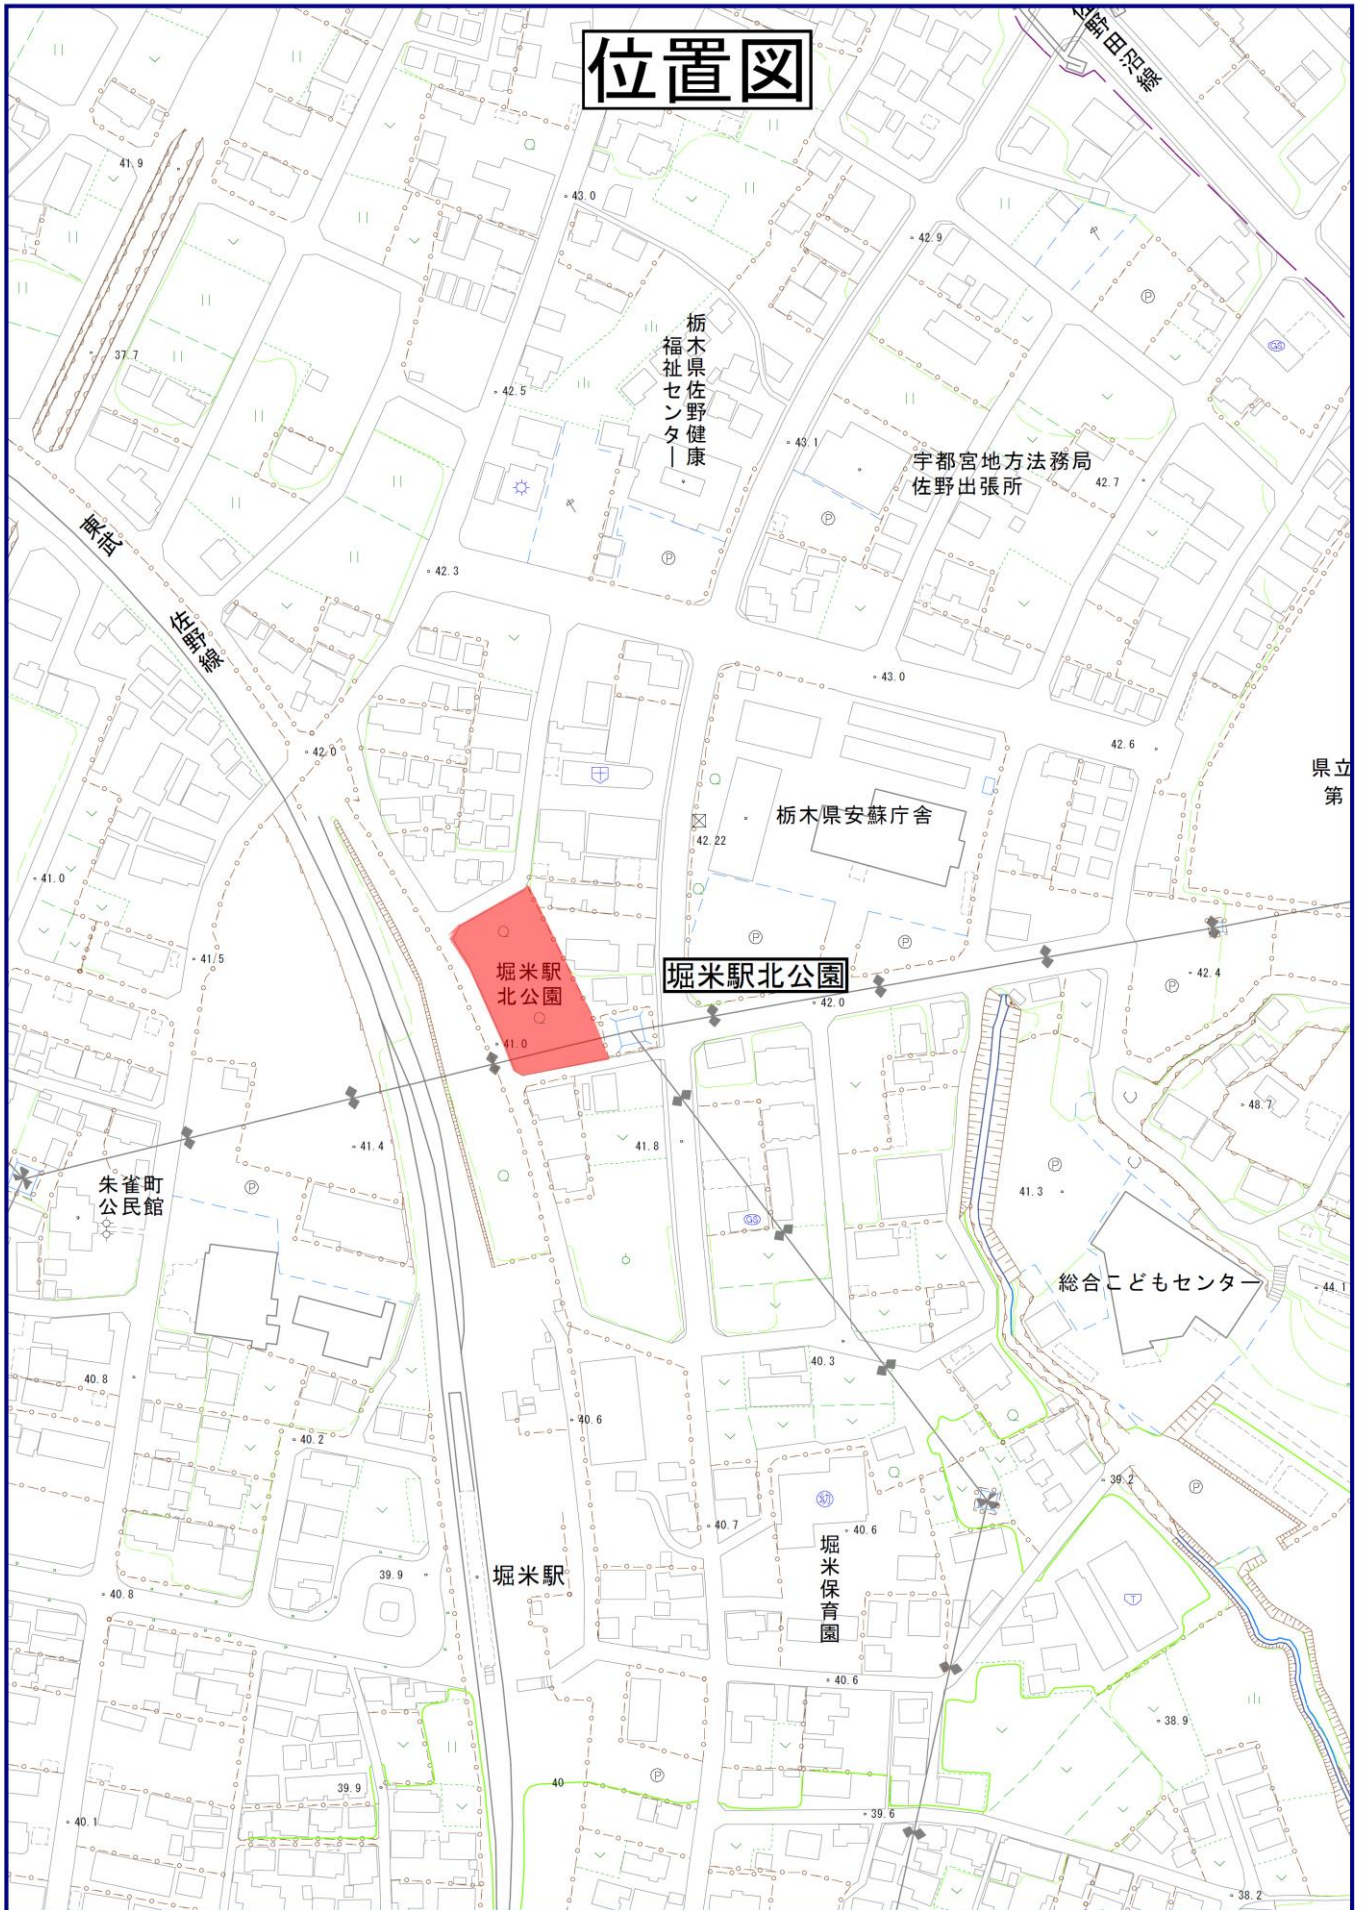 位置図
佐野田沼線
41.9
43.0
42.9
37.7
42.5
栃木県佐野健康
福祉センター
43.1
宇都宮地方法務局
佐野出張所
42.7
東武
佐野線
42.3
43.0
42.0
42.6
県立
第
栃木県安蘇庁舎
42.22
41.0
41.5
堀米駅
北公園
堀米駅北公園
42.0
42.4
41.0
48.7
41.4
41.8
朱雀町
公民館
41.3
総合こどもセンター
44.1
GS
GS
P
P
P
P
P
P
P
P
P
P
40.8
40.3
40.6
40.2
39.2
幼
40.7
40.6
堀米保育園
堀米駅
39.9
40.8
40.6
38.9
40
39.9
39.6
40.1
38.2